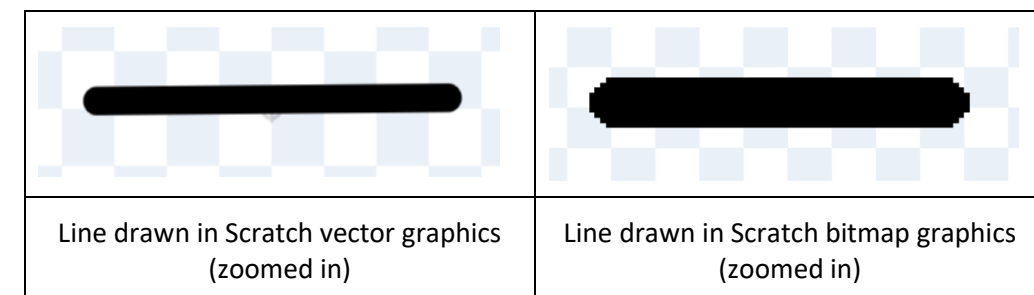 Line drawn in Scratch vector graphics
(zoomed in)
Line drawn in Scratch bitmap graphics
(zoomed in)